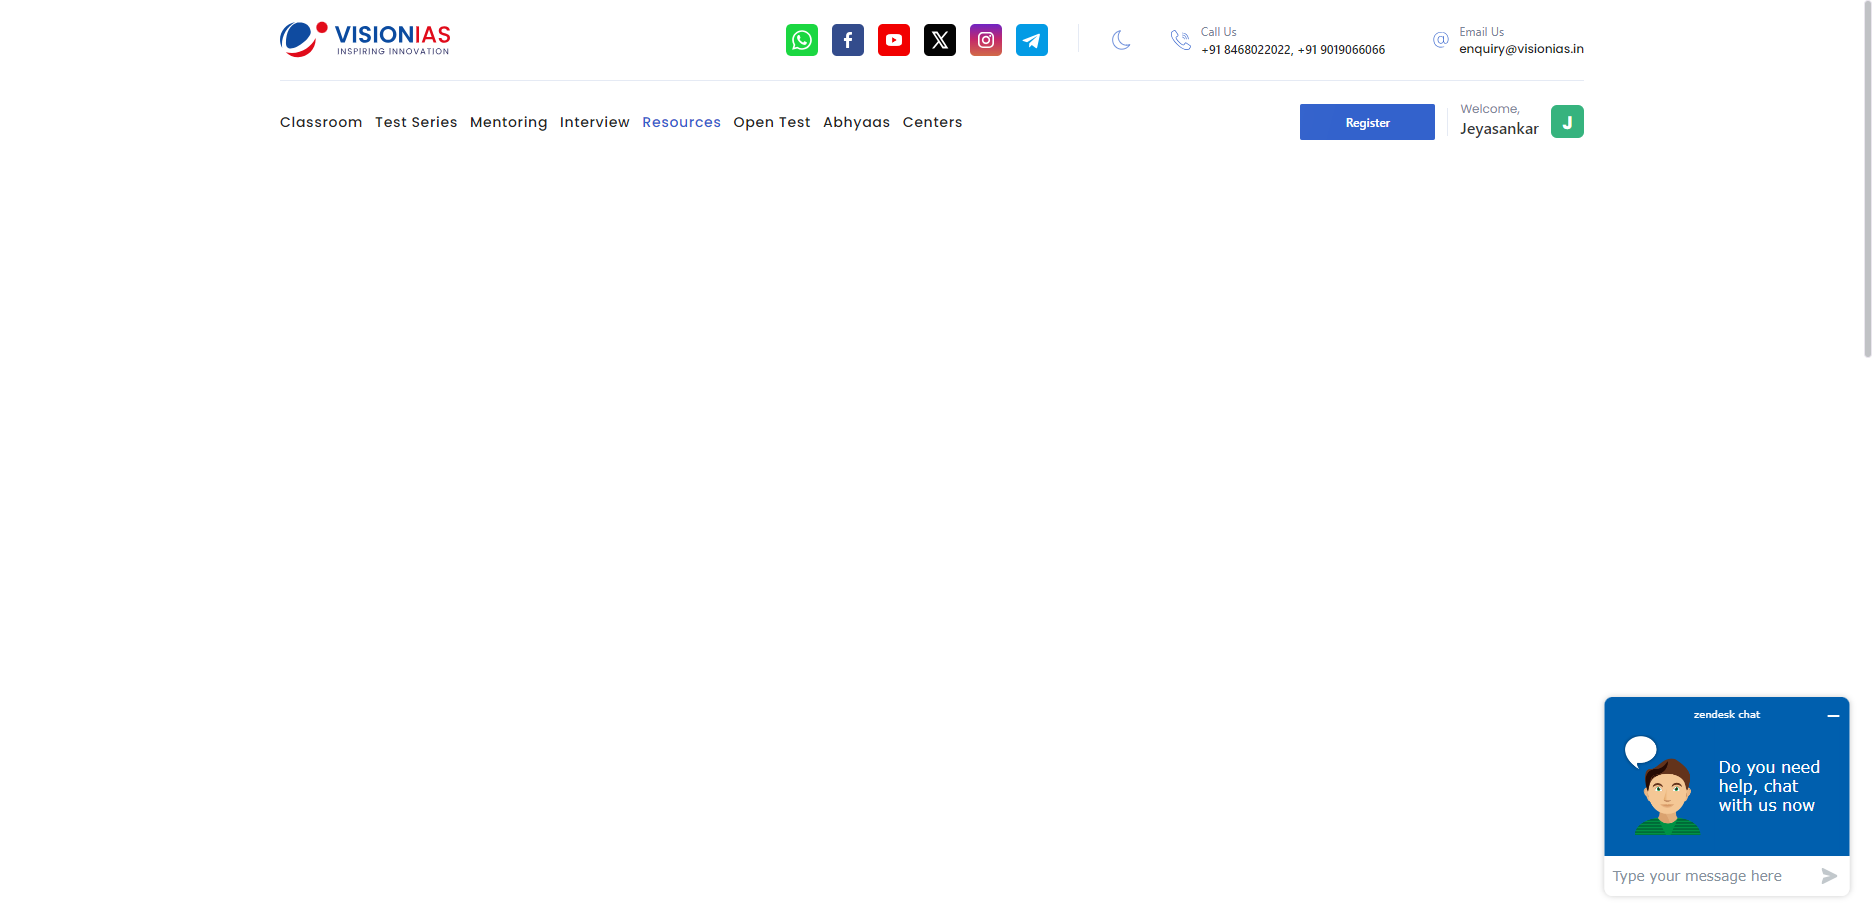 VISIONIAS
INSPIRING INNOVATION
Call Us
+91 8468022022, +91 9019066066
Email Us
enquiry@visionias.in
Classroom Test Series Mentoring Interview Resources Open Test Abhyaas Centers
Register
Welcome,
Jeyasankar
J
zendesk chat
Do you need
help, chat
with us now
Type your message here